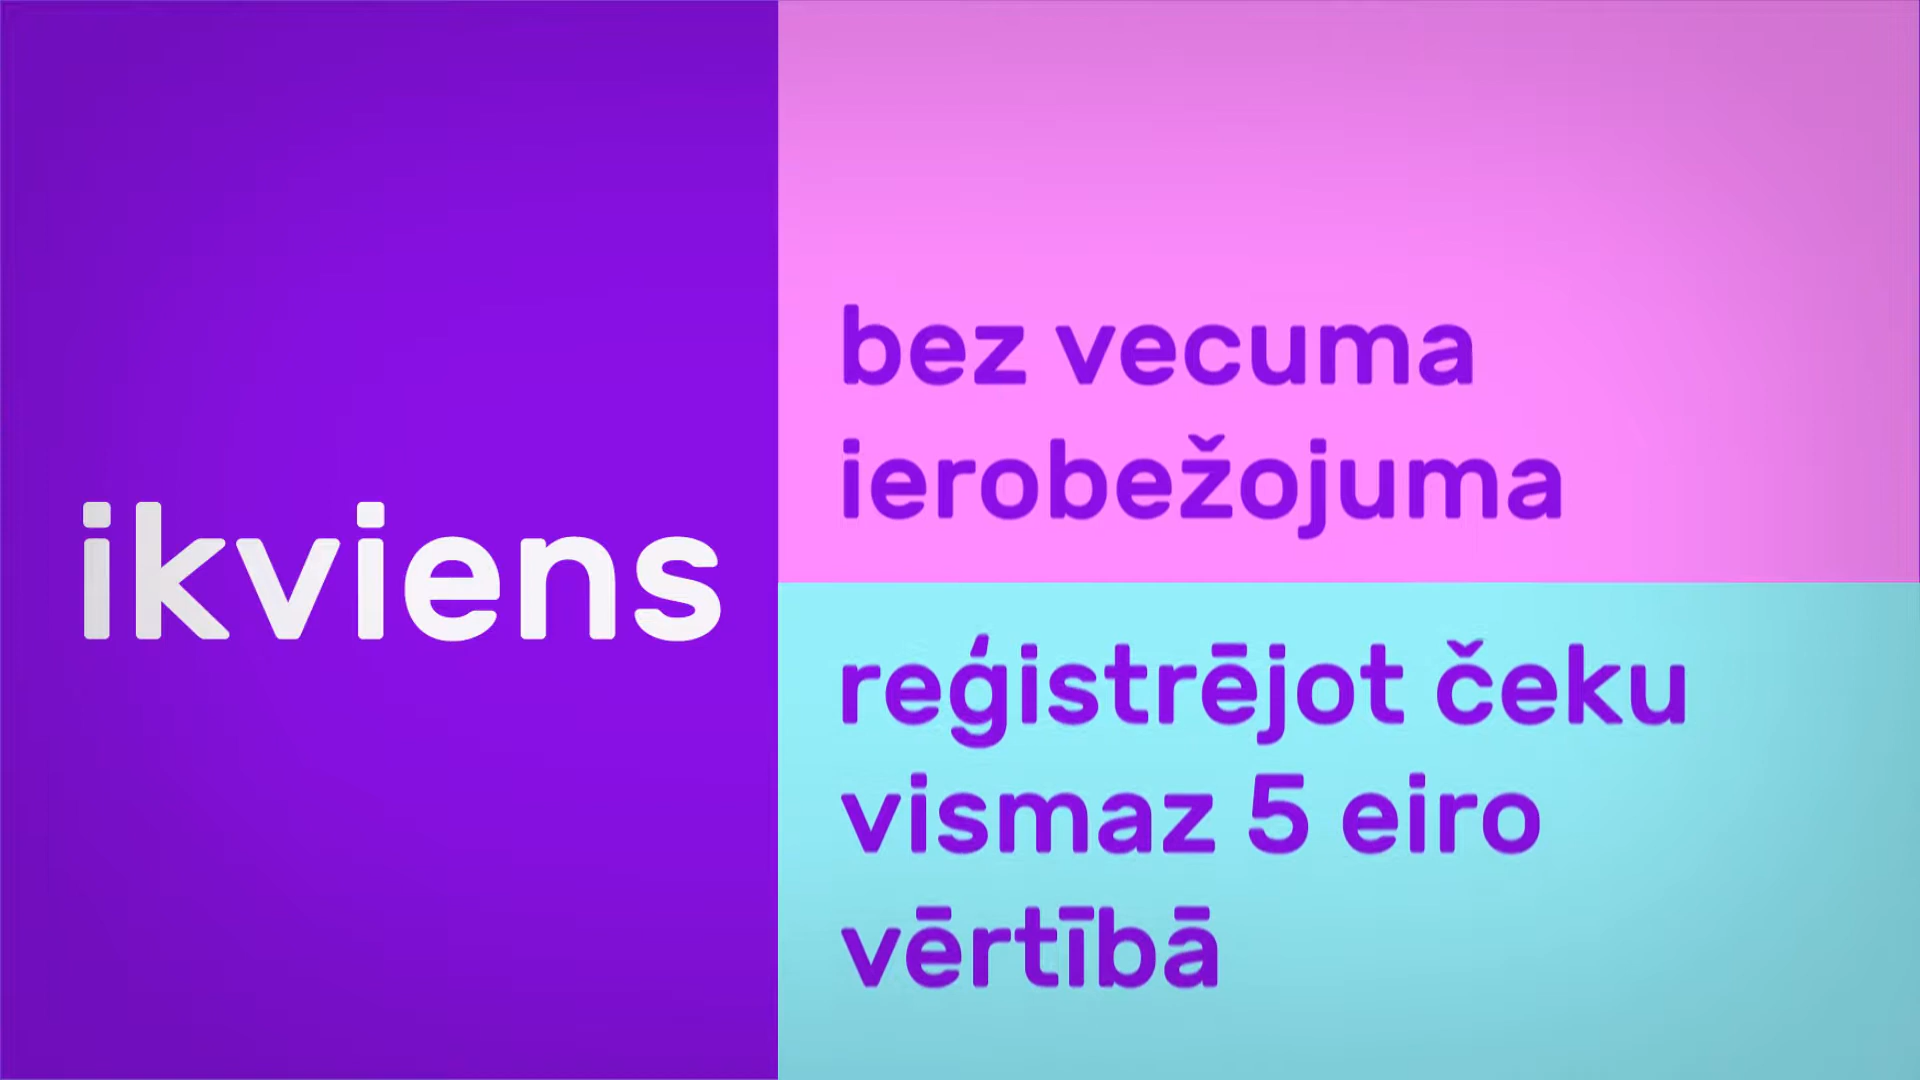 ikviens
bez vecuma
ierobežojuma
reģistrējot čeku
vismaz 5 eiro
vērtībā